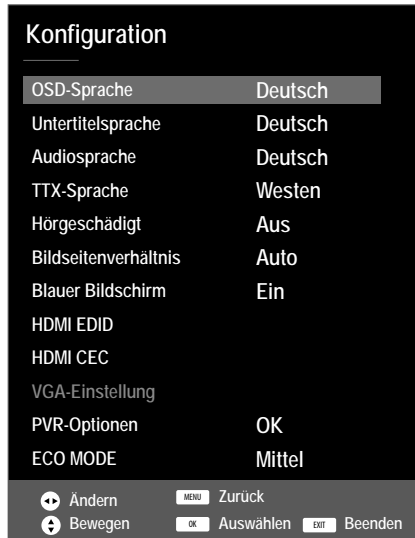 Konfiguration
OSD-Sprache Deutsch
Untertitelsprache Deutsch
Audiosprache Deutsch
TTX-Sprache Westen
Hörgeschädigt Aus
Bildseitenverhältnis Auto
Blauer Bildschirm Ein
HDMI EDID
HDMI CEC
VGA-Einstellung
PVR-Optionen OK
ECO MODE Mittel
Ändern MENU Zurück
Bewegen OK Auswählen EXIT Beenden